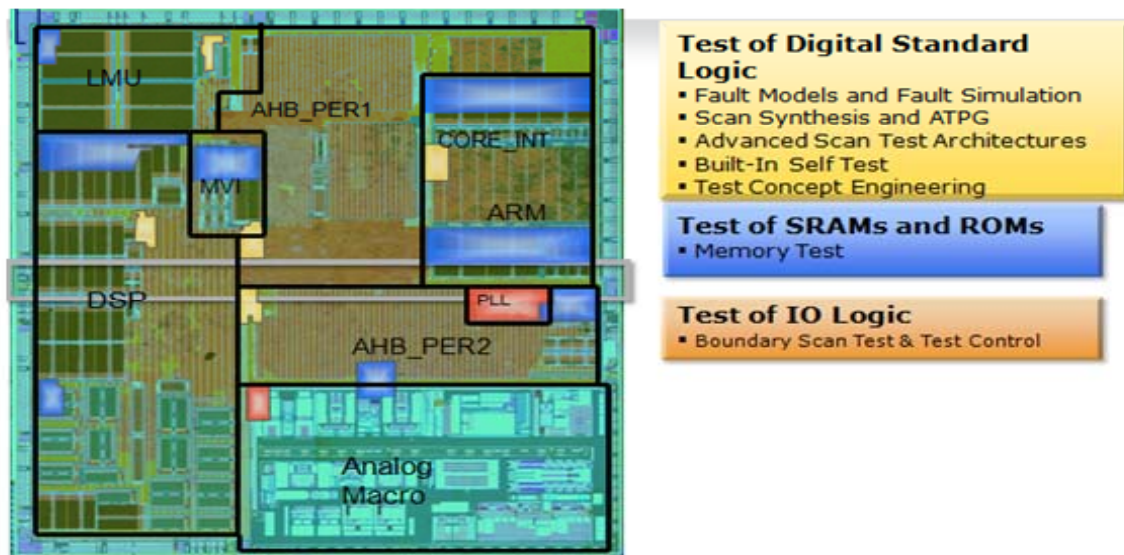 LMU
AHB_PER1
CORE_INT
MVI
ARM
DSP
PLL
AHB_PER2
Analog
Macro
Test of Digital Standard
Logic
▪ Fault Models and Fault Simulation
▪ Scan Synthesis and ATPG
▪ Advanced Scan Test Architectures
▪ Built-In Self Test
▪ Test Concept Engineering
Test of SRAMs and ROMs
▪ Memory Test
Test of IO Logic
▪ Boundary Scan Test & Test Control